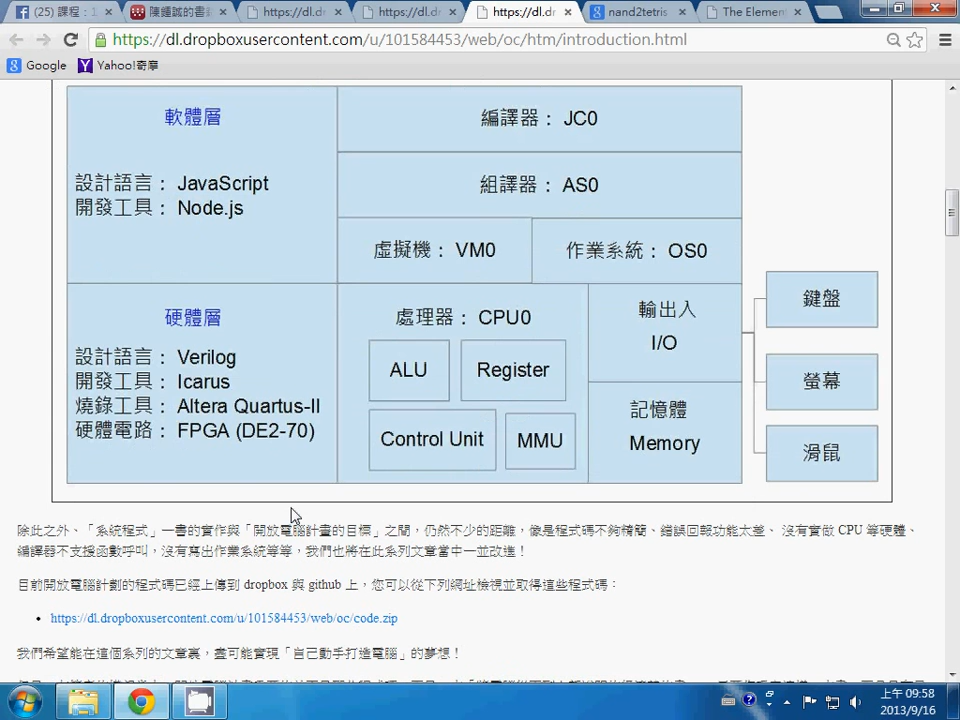 (25) 課程：1
陳鍾誠的書
https://dl.dr
https://dl.dr
https://dl.dr
nand2tetris
The Elemen
https://dl.dropboxusercontent.com/u/101584453/web/oc/htm/introduction.html
Google Yahoo!奇摩
軟體層
設計語言： JavaScript
開發工具： Node.js
編譯器： JC0
組譯器： AS0
虛擬機： VM0
作業系統： OS0
硬體層
設計語言： Verilog
開發工具： Icarus
燒錄工具： Altera Quartus-II
硬體電路： FPGA (DE2-70)
處理器： CPU0
ALU
Register
Control Unit
MMU
輸出入
I/O
記憶體
Memory
鍵盤
螢幕
滑鼠
除此之外、「系統程式」一書的實作與「開放電腦計畫的目標」之間，仍然不少的距離，像是程式碼不夠精簡、錯誤回報功能太差、 沒有實做 CPU 等硬體、
編譯器不支援函數呼叫，沒有寫出作業系統等等，我們也將在此系列文章當中一並改進！
目前開放電腦計劃的程式碼已經上傳到 dropbox 與 github 上，您可以從下列網址檢視並取得這些程式碼：
• https://dl.dropboxusercontent.com/u/101584453/web/oc/code.zip
我們希望能在這個系列的文章裏，盡可能實現「自己動手打造電腦」的夢想！
上午 09:58
2013/9/16